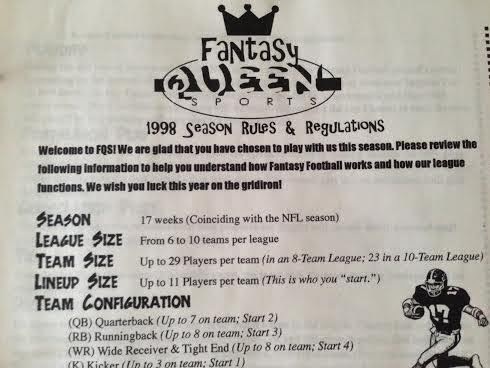 Fantasy
QUEEN
SPORTS
1998 Season Rules & Regulations
Welcome to FQS! We are glad that you have chosen to play with us this season. Please review the
following information to help you understand how Fantasy Football works and how our league
functions. We wish you luck this year on the gridiron!
Season 17 weeks (Coinciding with the NFL season)
League Size From 6 to 10 teams per league
Team Size Up to 29 Players per team (in an 8-Team League; 23 in a 10-Team League)
Lineup Size Up to 11 Players per team (This is who you "start.")
Team Configuration
(QB) Quarterback (Up to 7 on team; Start 2)
(RB) Runningback (Up to 8 on team; Start 3)
(WR) Wide Receiver & Tight End (Up to 8 on team; Start 4)
(K) Kicker (Up to 3 on team; Start 1)